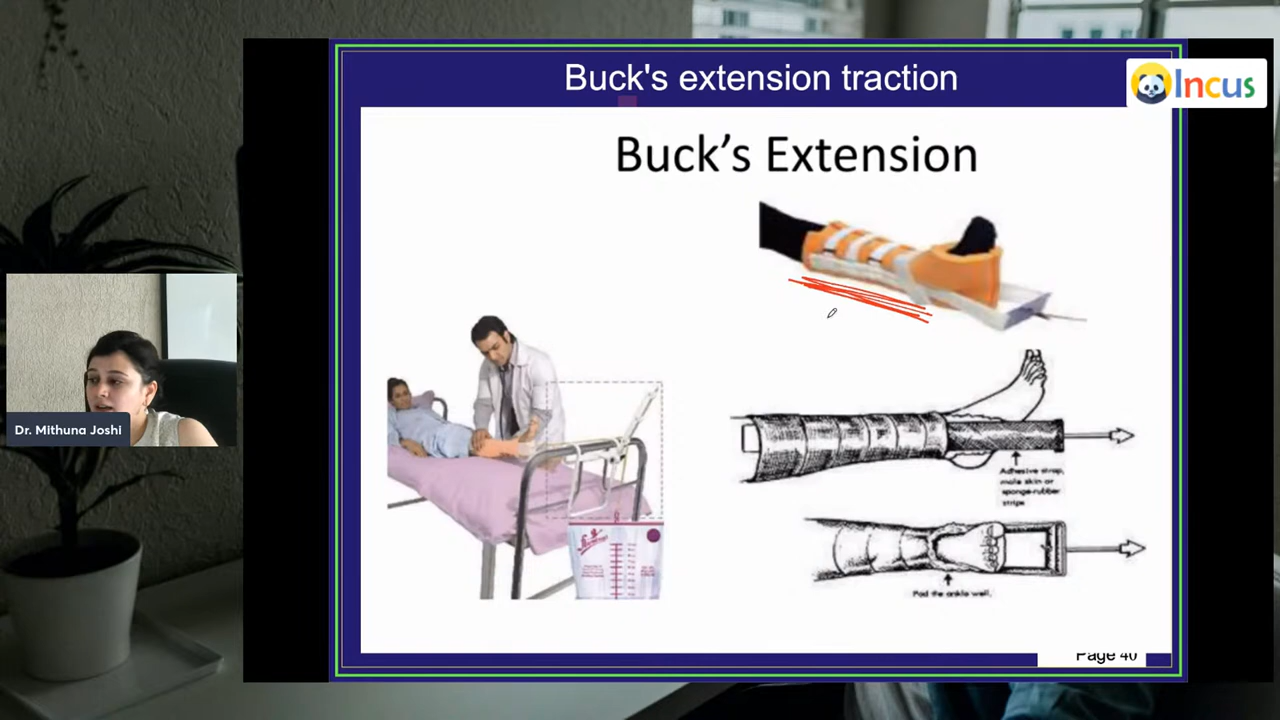 Buck's extension traction
Incus
Buck's Extension
Dr. Mithuna Joshi
Adhesive strap,
mole skin or
sponge-rubber
strips
Pad the ankle well.
Page 40